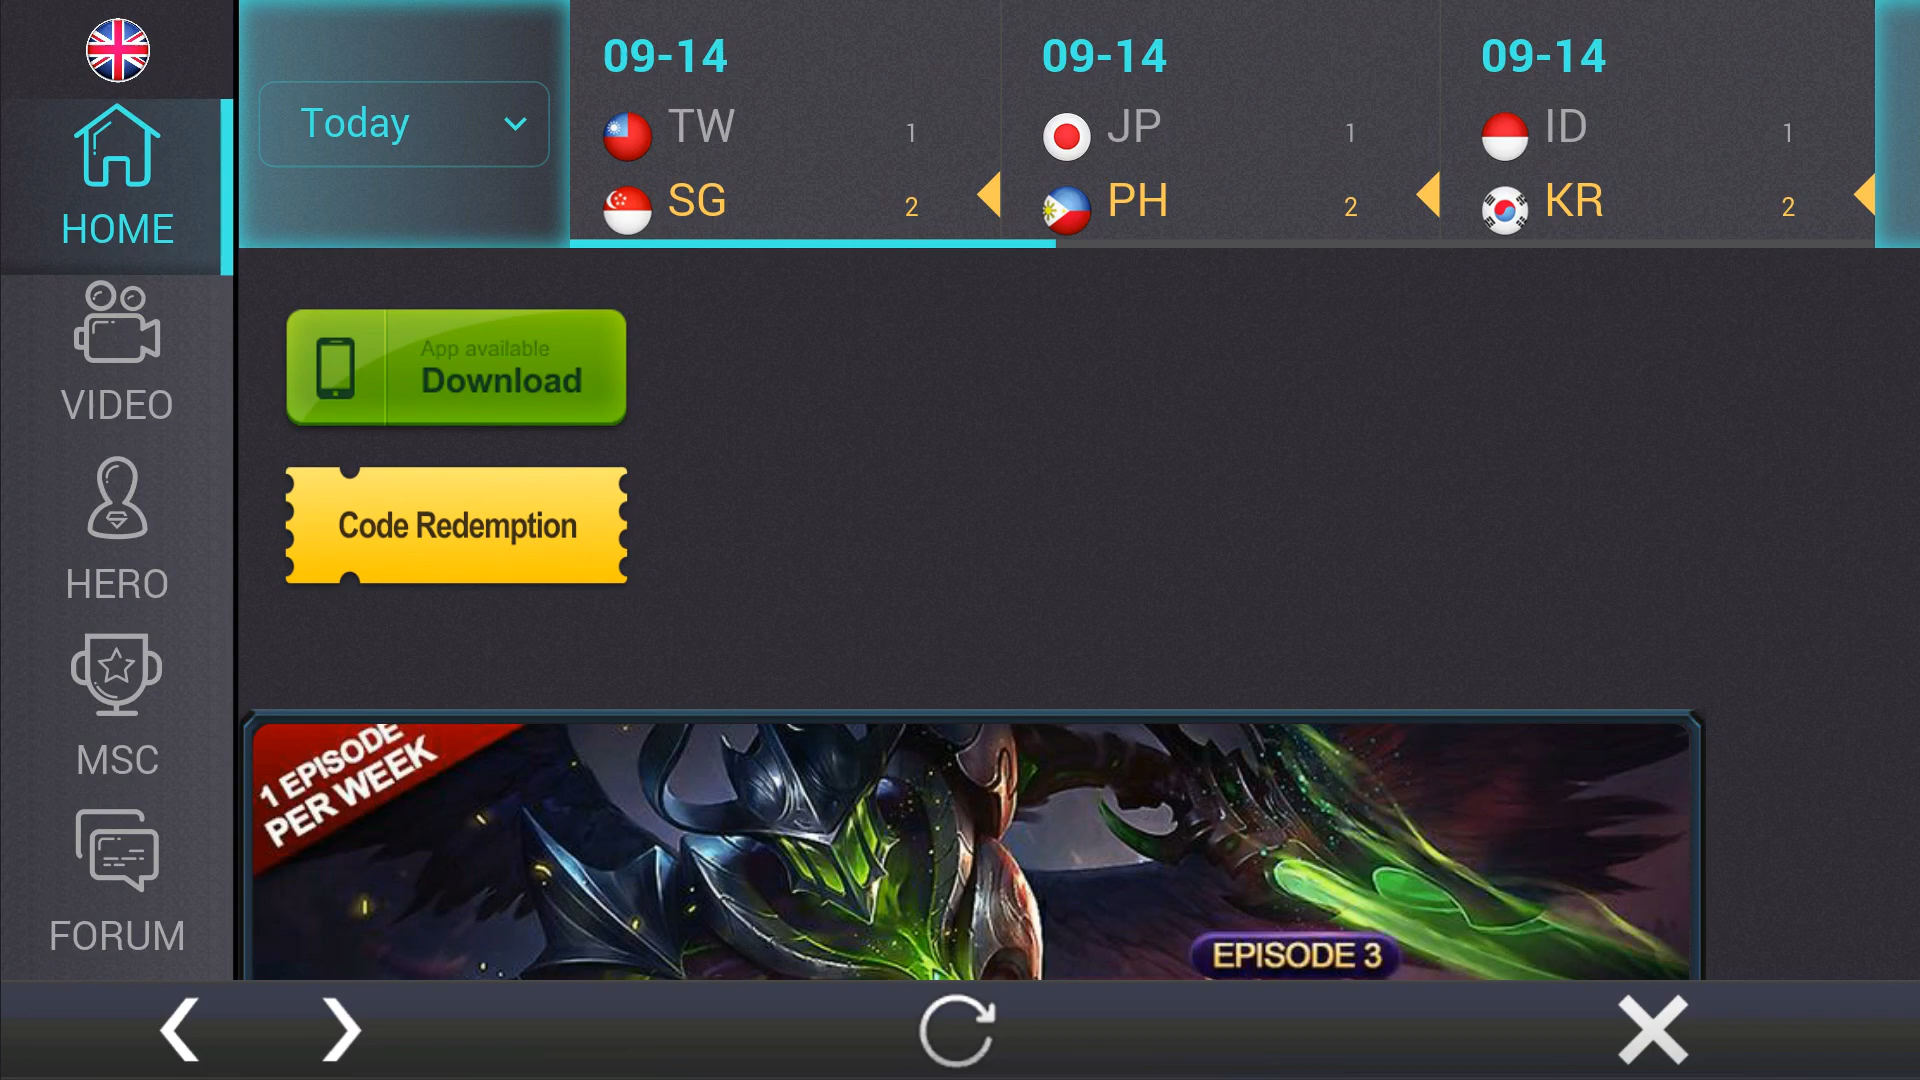 HOME
VIDEO
HERO
MSC
FORUM
Today
09-14
TW 1
SG 2
09-14
JP 1
PH 2
09-14
ID 1
KR 2
App available
Download
Code Redemption
1 EPISODE
PER WEEK
EPISODE 3